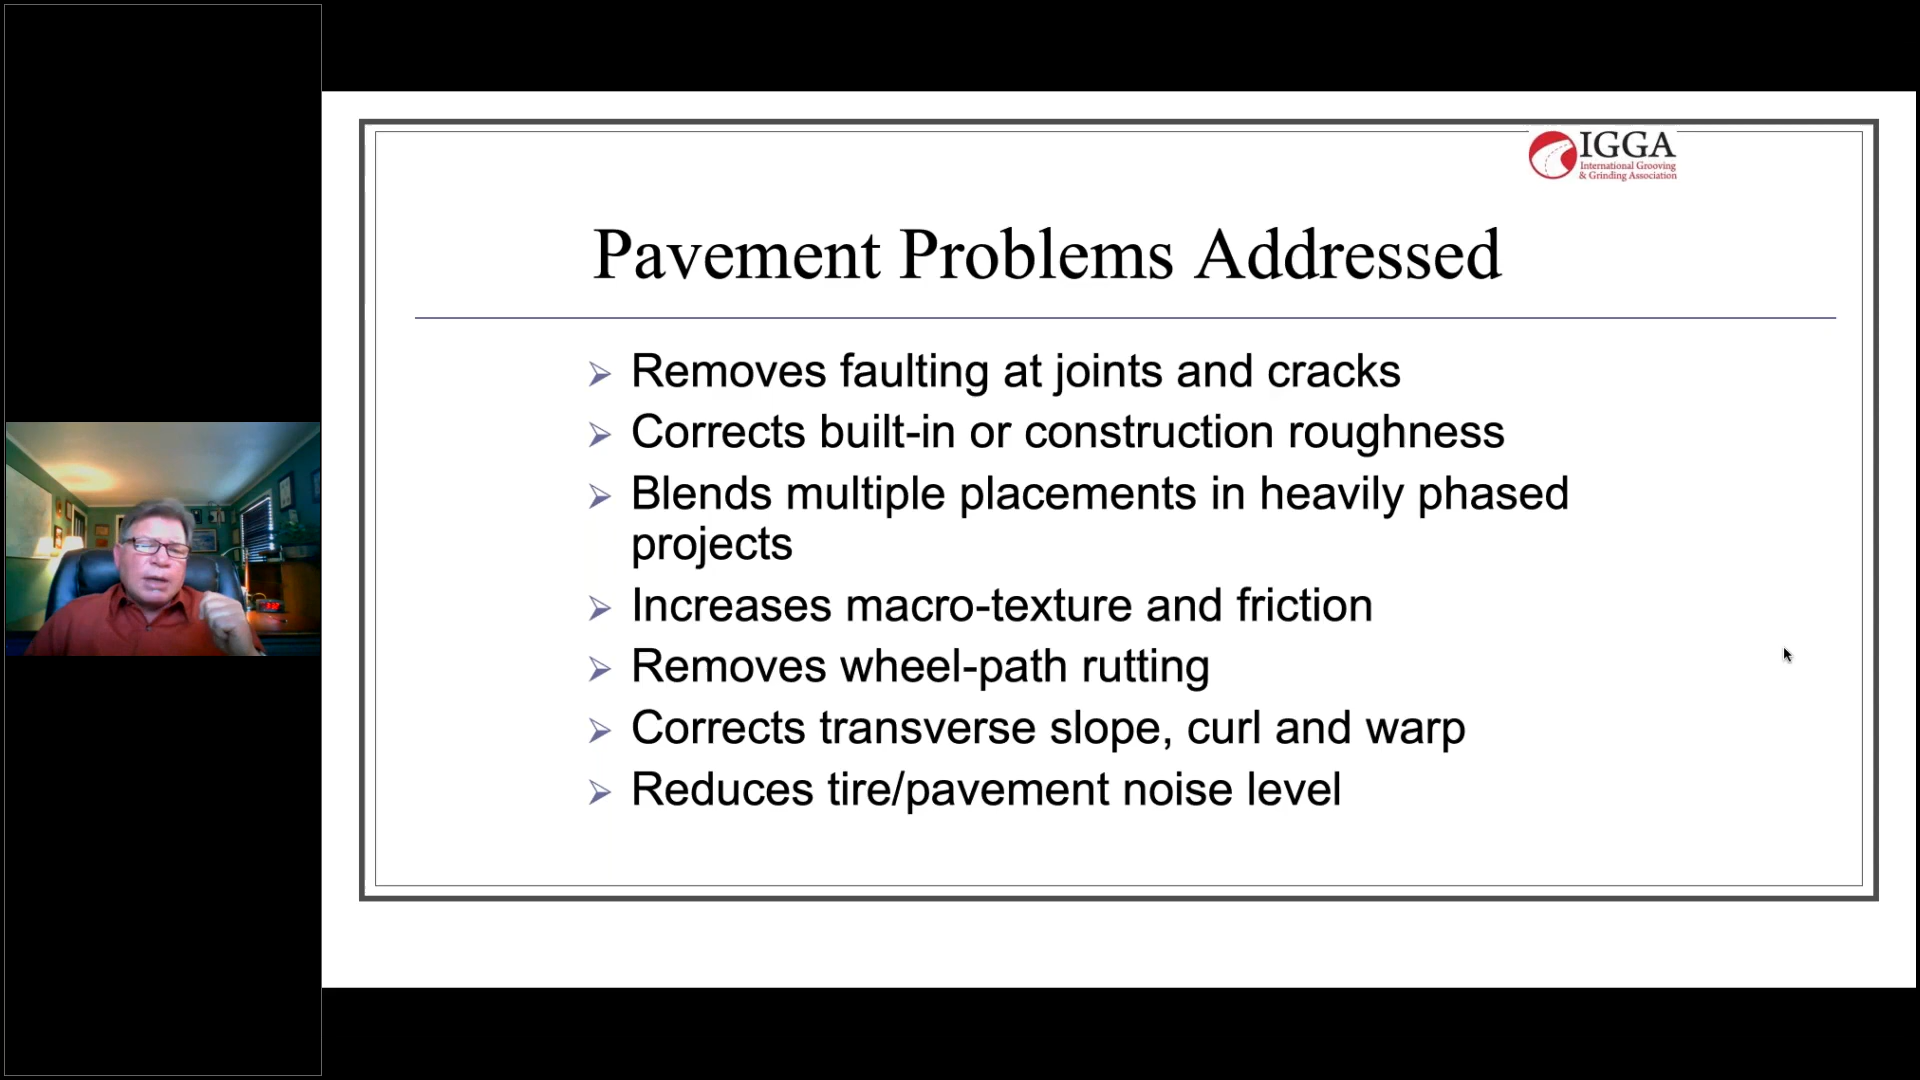 IGGA
International Grooving
& Grinding Association
Pavement Problems Addressed
Removes faulting at joints and cracks
Corrects built-in or construction roughness
Blends multiple placements in heavily phased
projects
Increases macro-texture and friction
Removes wheel-path rutting
Corrects transverse slope, curl and warp
Reduces tire/pavement noise level